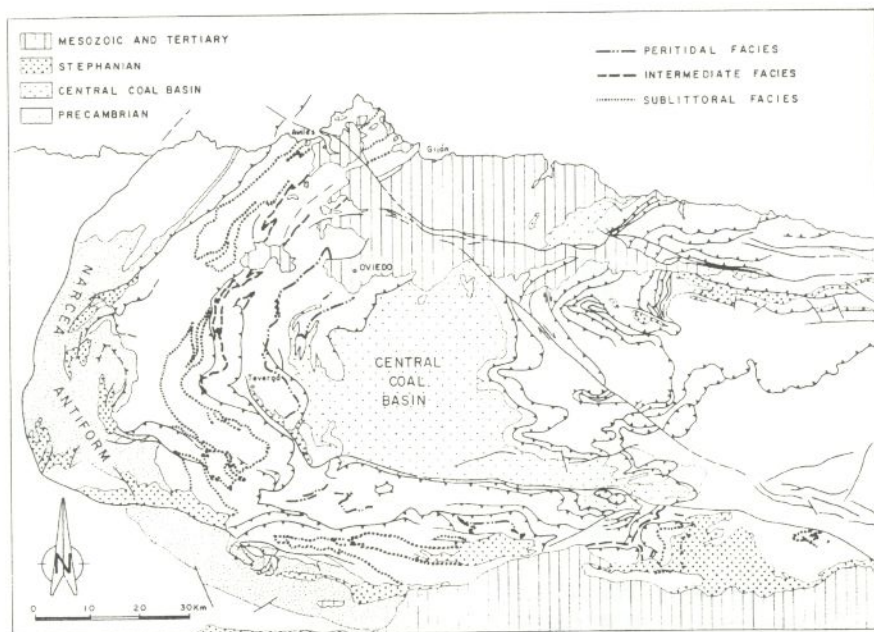 MESOZOIC AND TERTIARY
STEPHANIAN
CENTRAL COAL BASIN
PRECAMBRIAN
PERITIDAL FACIES
INTERMEDIATE FACIES
SUBLITTORAL FACIES
Avilés
Gijón
OVIEDO
NARCEA
ANTIFORM
Teverga
CENTRAL
COAL
BASIN
N
0 10 20 30Km